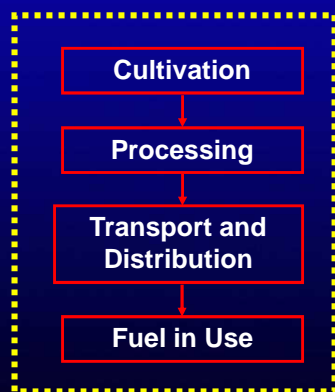 Cultivation
Processing
Transport and
Distribution
Fuel in Use